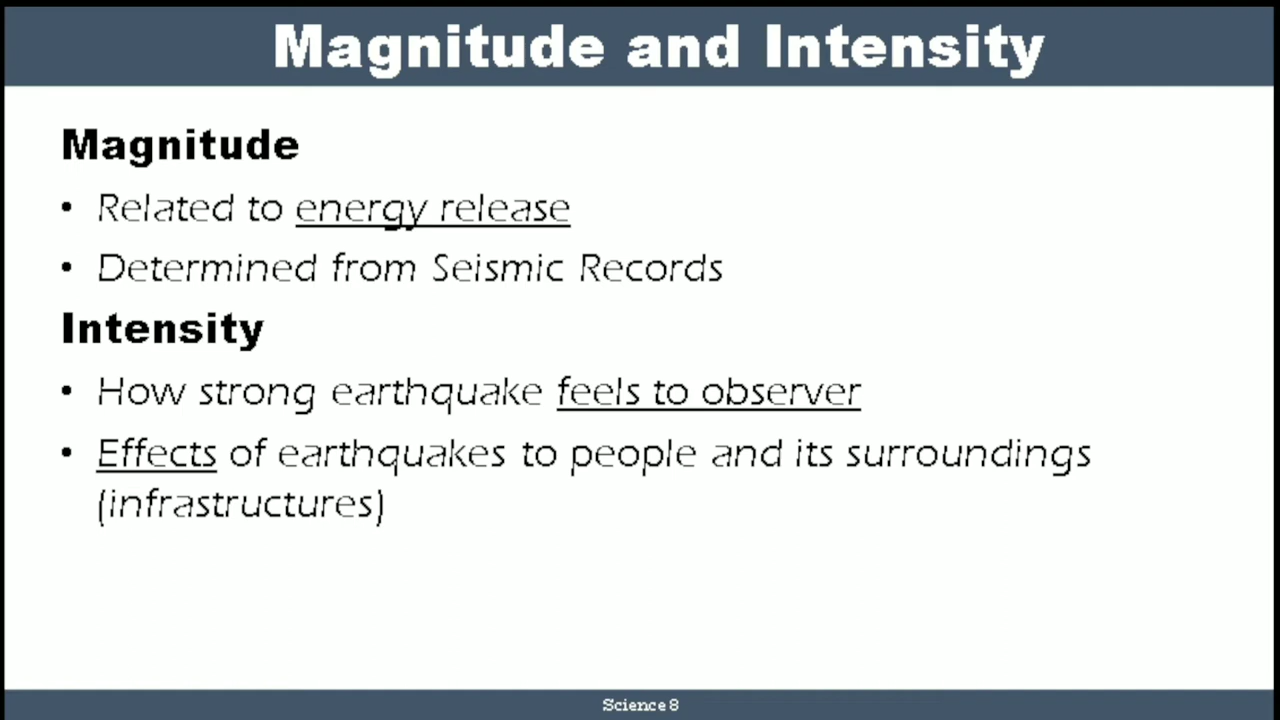 Magnitude and Intensity
Magnitude
• Related to energy release
• Determined from Seismic Records
Intensity
• How strong earthquake feels to observer
• Effects of earthquakes to people and its surroundings
(infrastructures)
Science 8